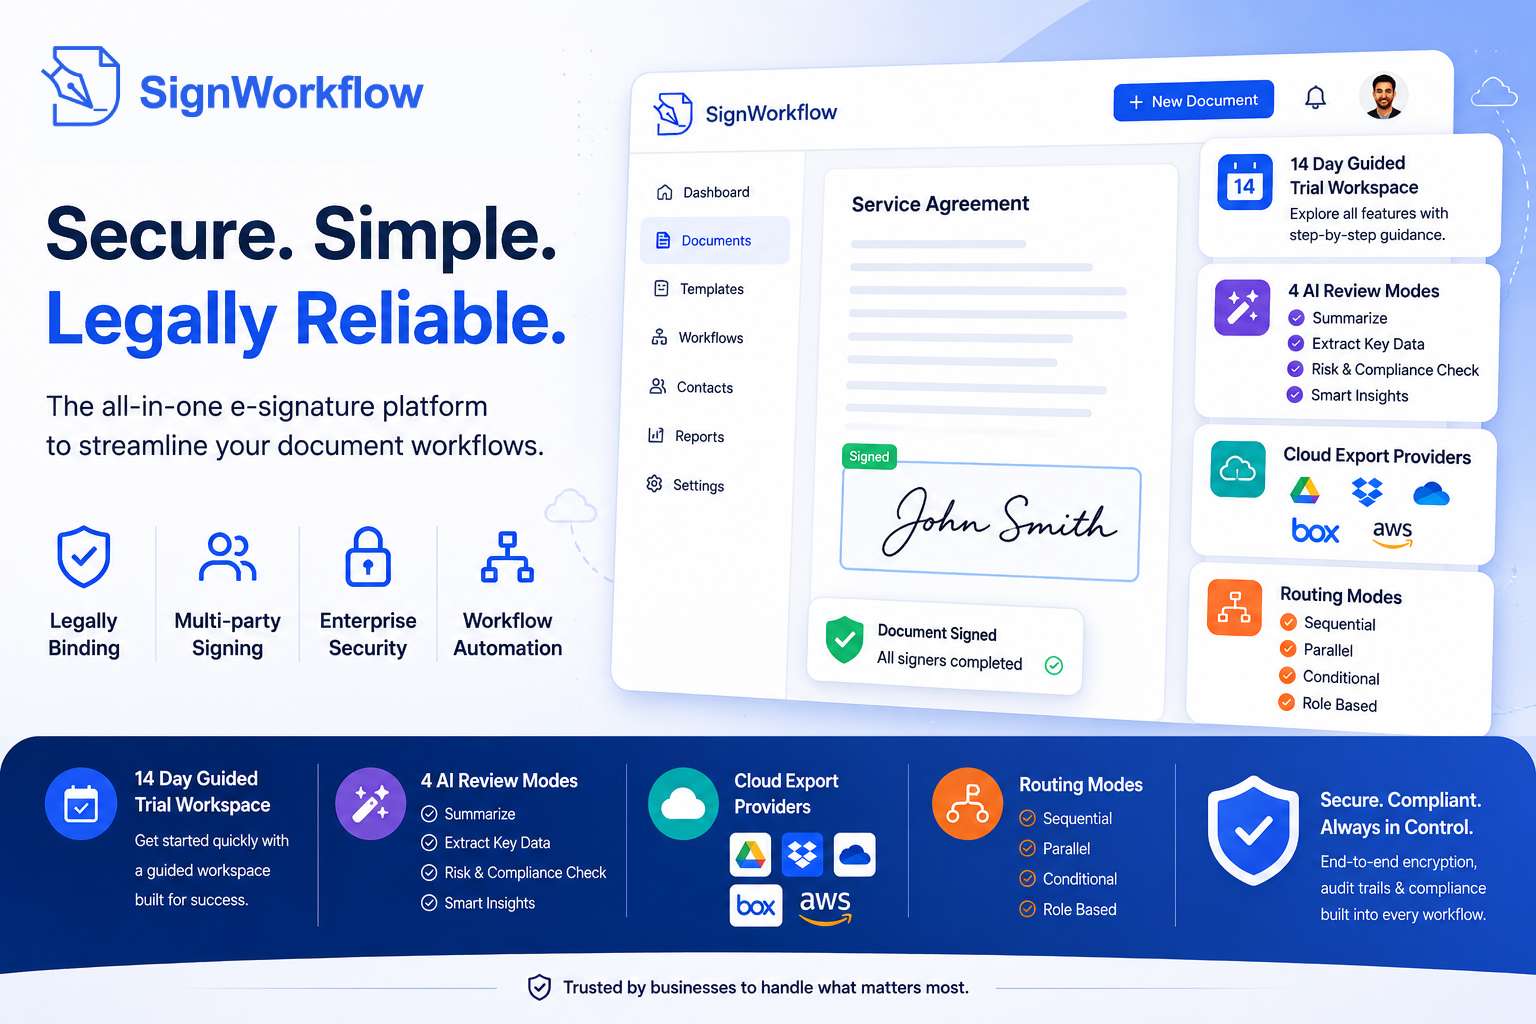 SignWorkflow
Secure. Simple.
Legally Reliable.
The all-in-one e-signature platform
to streamline your document workflows.
Legally
Binding
Multi-party
Signing
Enterprise
Security
Workflow
Automation
SignWorkflow
+ New Document
Dashboard
Documents
Templates
Workflows
Contacts
Reports
Settings
Service Agreement
Signed
John Smith
Document Signed
All signers completed
14
14 Day Guided
Trial Workspace
Explore all features with
step-by-step guidance.
4 AI Review Modes
Summarize
Extract Key Data
Risk & Compliance Check
Smart Insights
Cloud Export Providers
box
aws
Routing Modes
Sequential
Parallel
Conditional
Role Based
14 Day Guided
Trial Workspace
Get started quickly with
a guided workspace
built for success.
4 AI Review Modes
Summarize
Extract Key Data
Risk & Compliance Check
Smart Insights
Cloud Export
Providers
box
aws
Routing Modes
Sequential
Parallel
Conditional
Role Based
Secure. Compliant.
Always in Control.
End-to-end encryption,
audit trails & compliance
built into every workflow.
Trusted by businesses to handle what matters most.